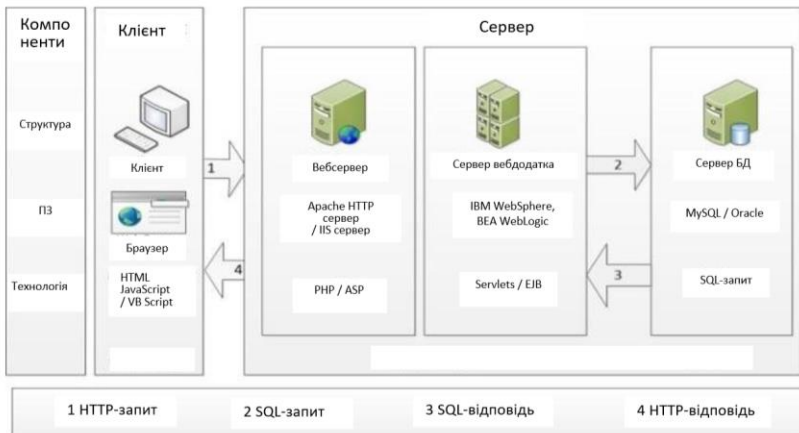 Компо
ненти
Структура
ПЗ
Технологія
Клієнт
Клієнт
Браузер
HTML
JavaScript
/ VB Script
1
4
Сервер
Вебсервер
Apache HTTP
сервер
/ IIS сервер
PHP / ASP
Сервер вебдодатка
IBM WebSphere,
BEA WebLogic
Servlets / EJB
2
3
Сервер БД
MySQL / Oracle
SQL-запит
1 HTTP-запит
2 SQL-запит
3 SQL-відповідь
4 HTTP-відповідь